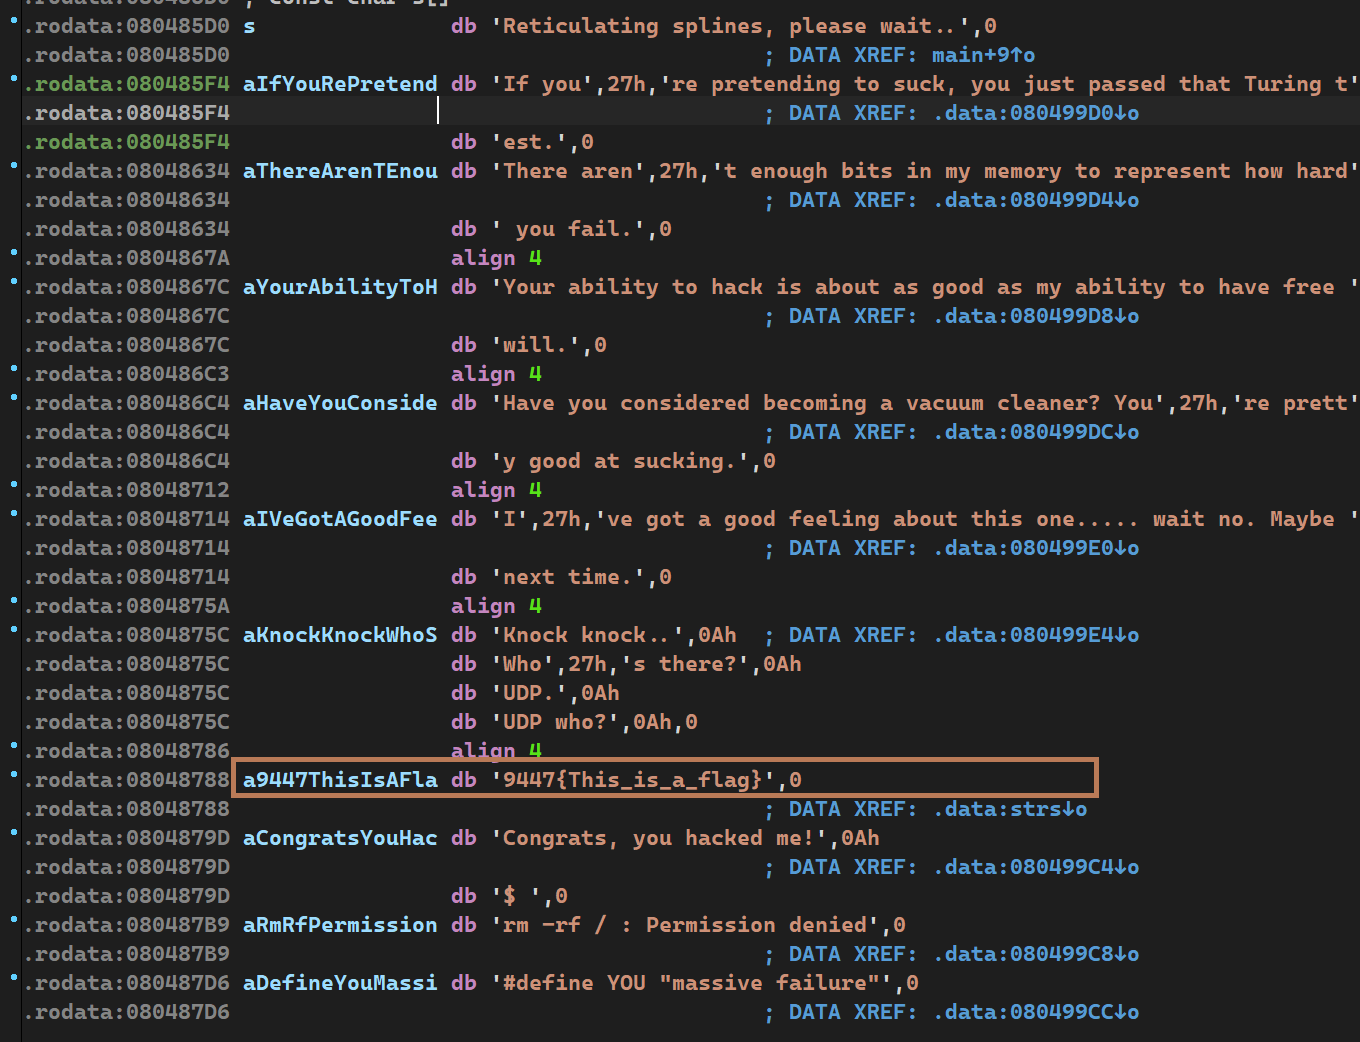 .rodata:080485D0 ; const char s[]
.rodata:080485D0 s db 'Reticulating splines, please wait..',0
.rodata:080485D0 ; DATA XREF: main+9↑o
.rodata:080485F4 aIfYouRePretend db 'If you',27h,'re pretending to suck, you just passed that Turing t'
.rodata:080485F4 ; DATA XREF: .data:080499D0↓o
.rodata:080485F4 db 'est.',0
.rodata:08048634 aThereArenTEnou db 'There aren',27h,'t enough bits in my memory to represent how hard'
.rodata:08048634 ; DATA XREF: .data:080499D4↓o
.rodata:08048634 db ' you fail.',0
.rodata:0804867A align 4
.rodata:0804867C aYourAbilityToH db 'Your ability to hack is about as good as my ability to have free '
.rodata:0804867C ; DATA XREF: .data:080499D8↓o
.rodata:0804867C db 'will.',0
.rodata:080486C3 align 4
.rodata:080486C4 aHaveYouConside db 'Have you considered becoming a vacuum cleaner? You',27h,'re prett'
.rodata:080486C4 ; DATA XREF: .data:080499DC↓o
.rodata:080486C4 db 'y good at sucking.',0
.rodata:08048712 align 4
.rodata:08048714 aIVeGotAGoodFee db 'I',27h,'ve got a good feeling about this one..... wait no. Maybe '
.rodata:08048714 ; DATA XREF: .data:080499E0↓o
.rodata:08048714 db 'next time.',0
.rodata:0804875A align 4
.rodata:0804875C aKnockKnockWhoS db 'Knock knock..',0Ah ; DATA XREF: .data:080499E4↓o
.rodata:0804875C db 'Who',27h,'s there?',0Ah
.rodata:0804875C db 'UDP.',0Ah
.rodata:0804875C db 'UDP who?',0Ah,0
.rodata:08048786 align 4
.rodata:08048788 a9447ThisIsAFla db '9447{This_is_a_flag}',0
.rodata:08048788 ; DATA XREF: .data:strs↓o
.rodata:0804879D aCongratsYouHac db 'Congrats, you hacked me!',0Ah
.rodata:0804879D ; DATA XREF: .data:080499C4↓o
.rodata:0804879D db '$ ',0
.rodata:080487B9 aRmRfPermission db 'rm -rf / : Permission denied',0
.rodata:080487B9 ; DATA XREF: .data:080499C8↓o
.rodata:080487D6 aDefineYouMassi db '#define YOU "massive failure"',0
.rodata:080487D6 ; DATA XREF: .data:080499CC↓o